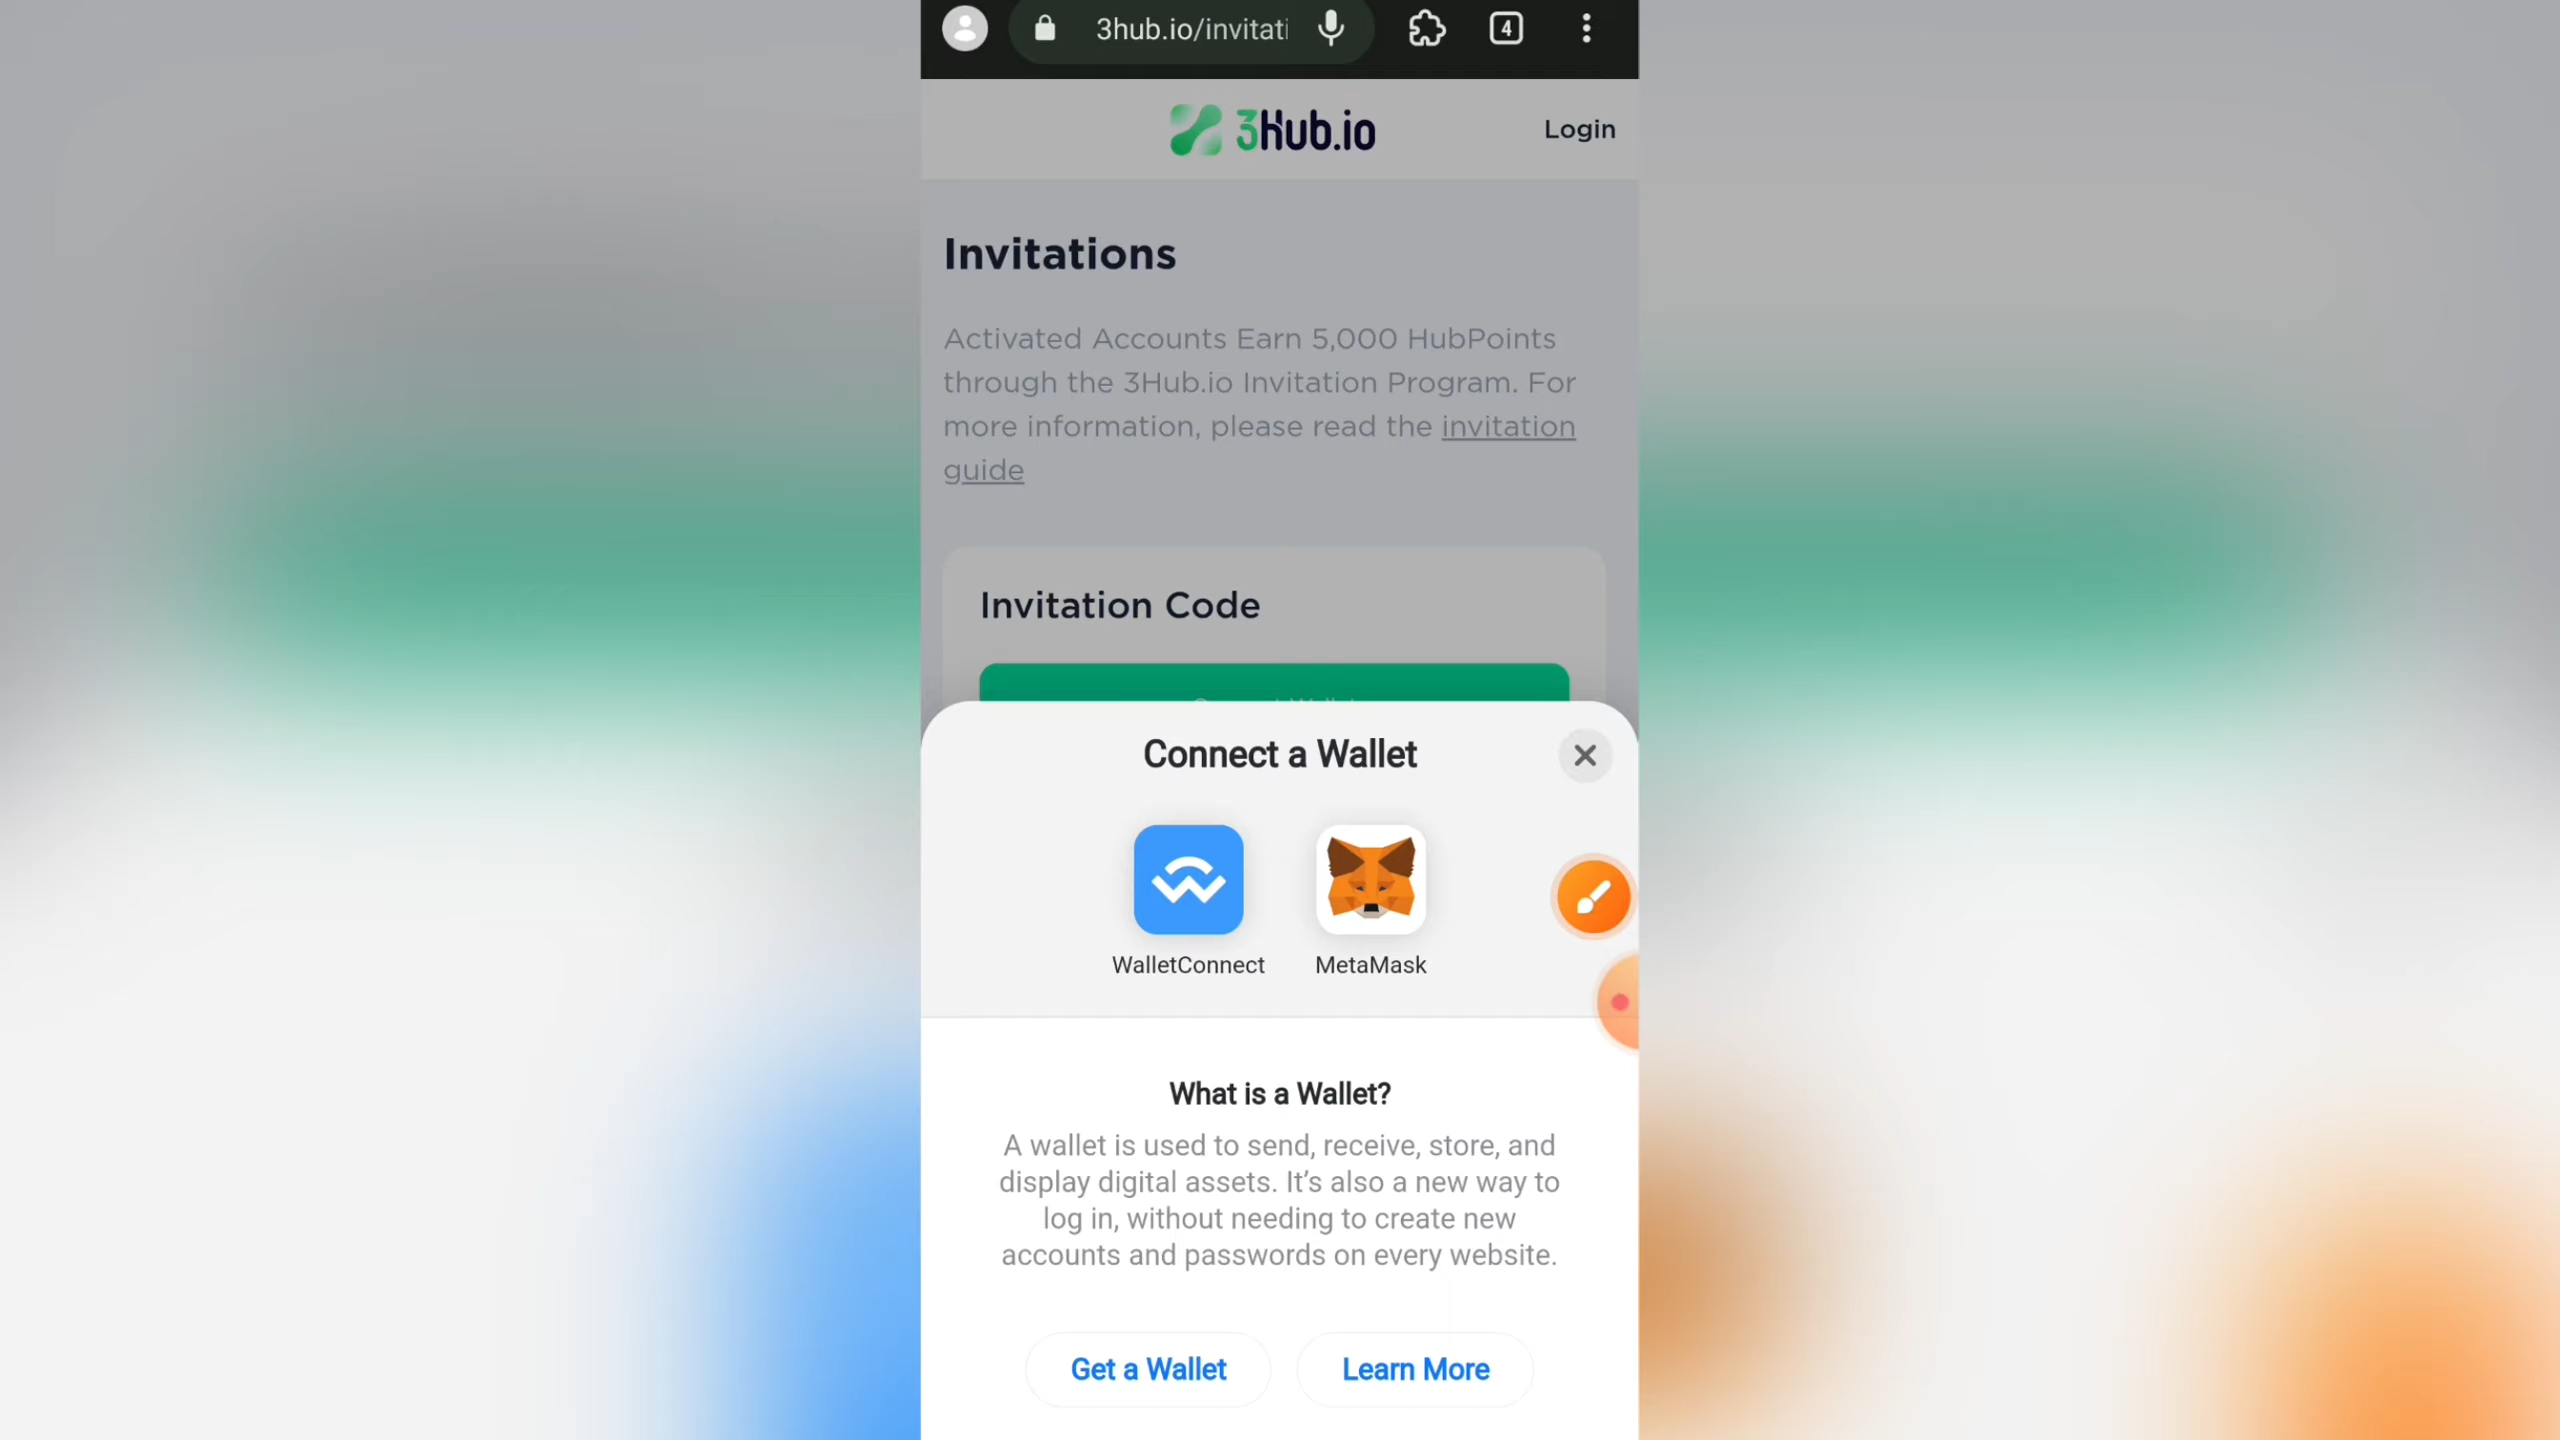 3hub.io/invitati
4
3Hub.io
Login
Invitations
Activated Accounts Earn 5,000 HubPoints
through the 3Hub.io Invitation Program. For
more information, please read the invitation
guide
Invitation Code
Connect a Wallet
WalletConnect
MetaMask
What is a Wallet?
A wallet is used to send, receive, store, and
display digital assets. It’s also a new way to
log in, without needing to create new
accounts and passwords on every website.
Get a Wallet
Learn More